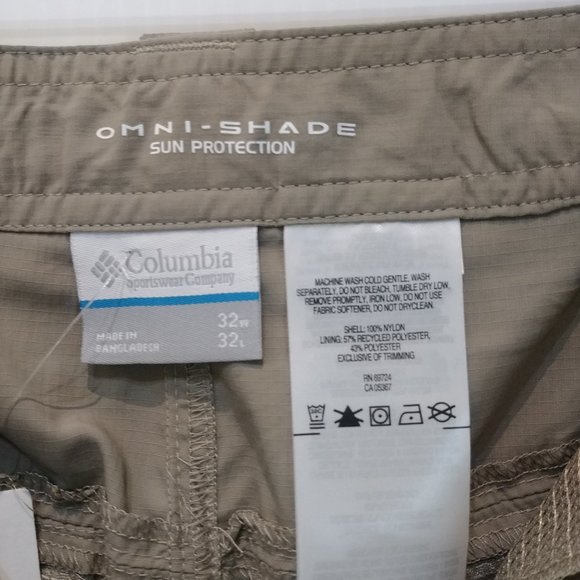 OMNI-SHADE
SUN PROTECTION
Columbia
Sportswear Company
32W
32L
MADE IN
BANGLADESH
MACHINE WASH COLD GENTLE, WASH
SEPARATELY, DO NOT BLEACH, TUMBLE DRY LOW,
REMOVE PROMPTLY, IRON LOW, DO NOT USE
FABRIC SOFTENER, DO NOT DRYCLEAN.
SHELL: 100% NYLON
LINING: 57% RECYCLED POLYESTER,
43% POLYESTER
EXCLUSIVE OF TRIMMING
RN 69724
CA 05367